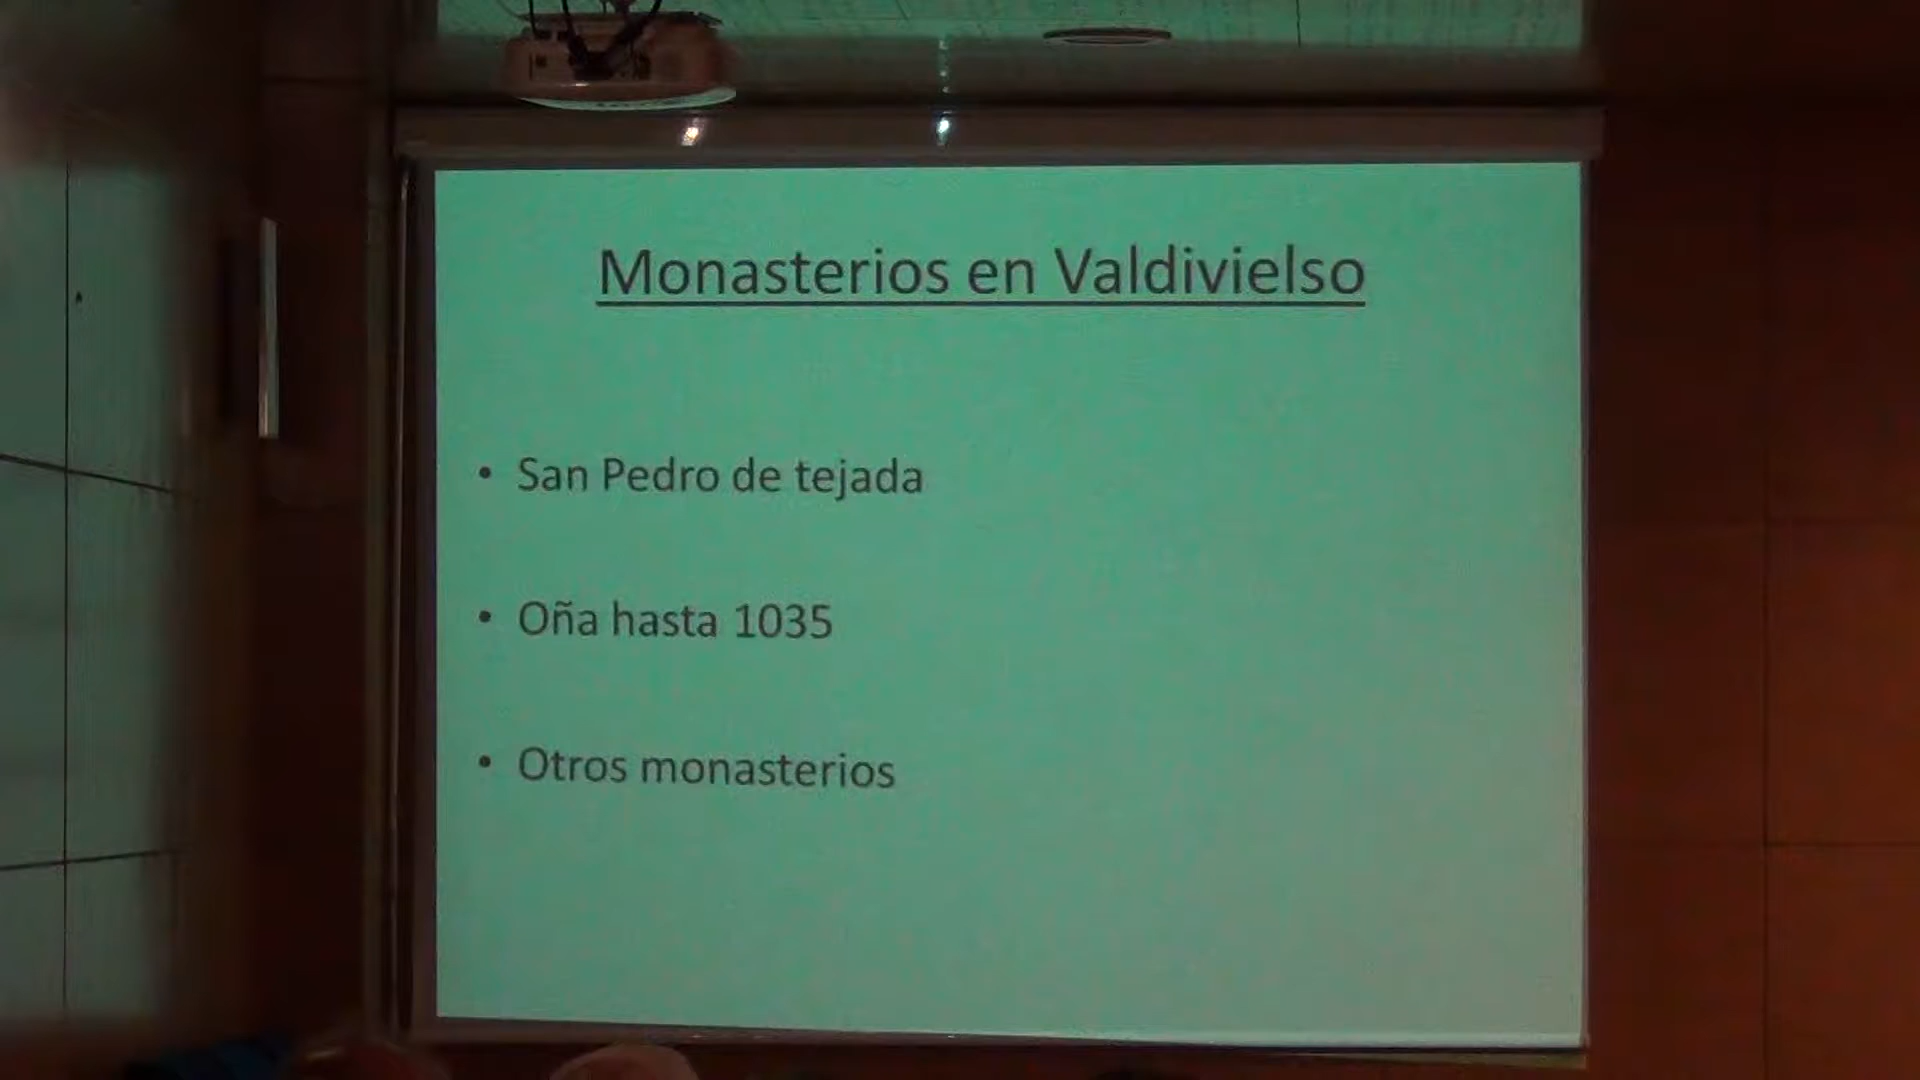 Monasterios en Valdivielso
• San Pedro de tejada
• Oña hasta 1035
• Otros monasterios